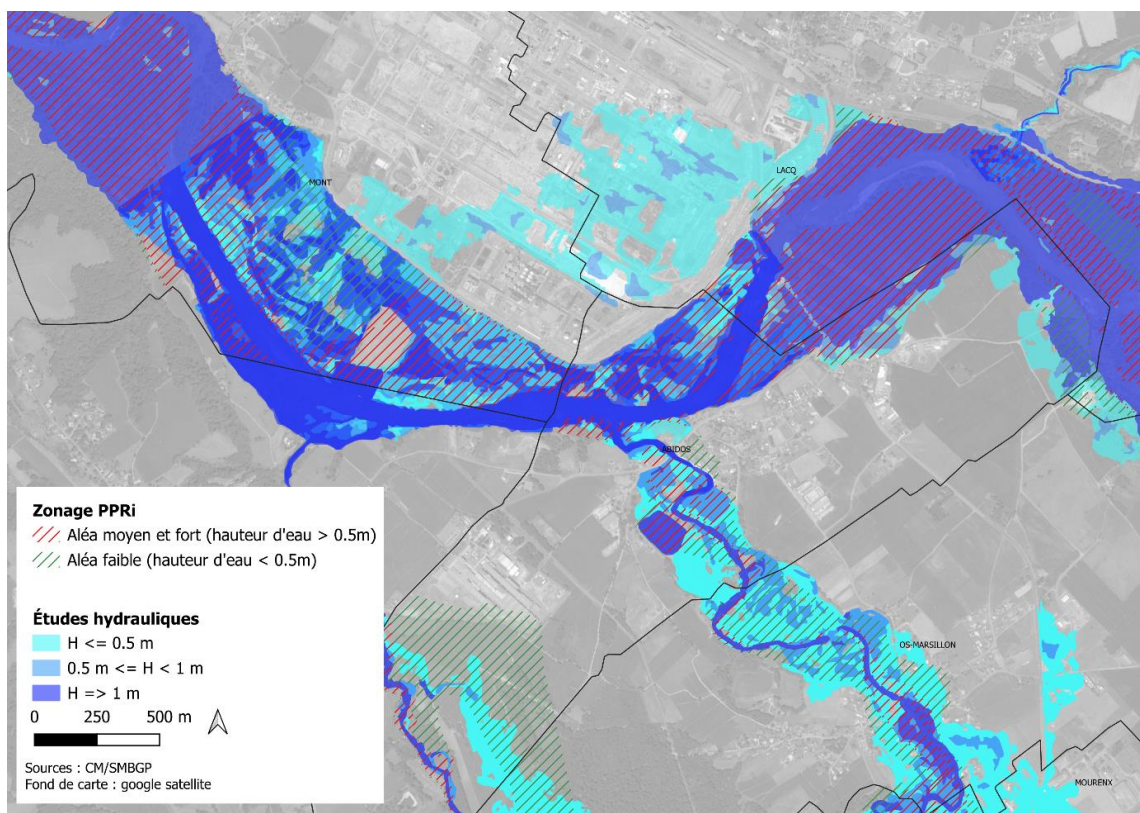 MONT
LACQ
ABIDOS
OS-MARSILLON
MOURENX
Zonage PPRi
Aléa moyen et fort (hauteur d'eau > 0.5m)
Aléa faible (hauteur d'eau < 0.5m)
Études hydrauliques
H <= 0.5 m
0.5 m <= H < 1 m
H => 1 m
0 250 500 m
Sources : CM/SMBGP
Fond de carte : google satellite